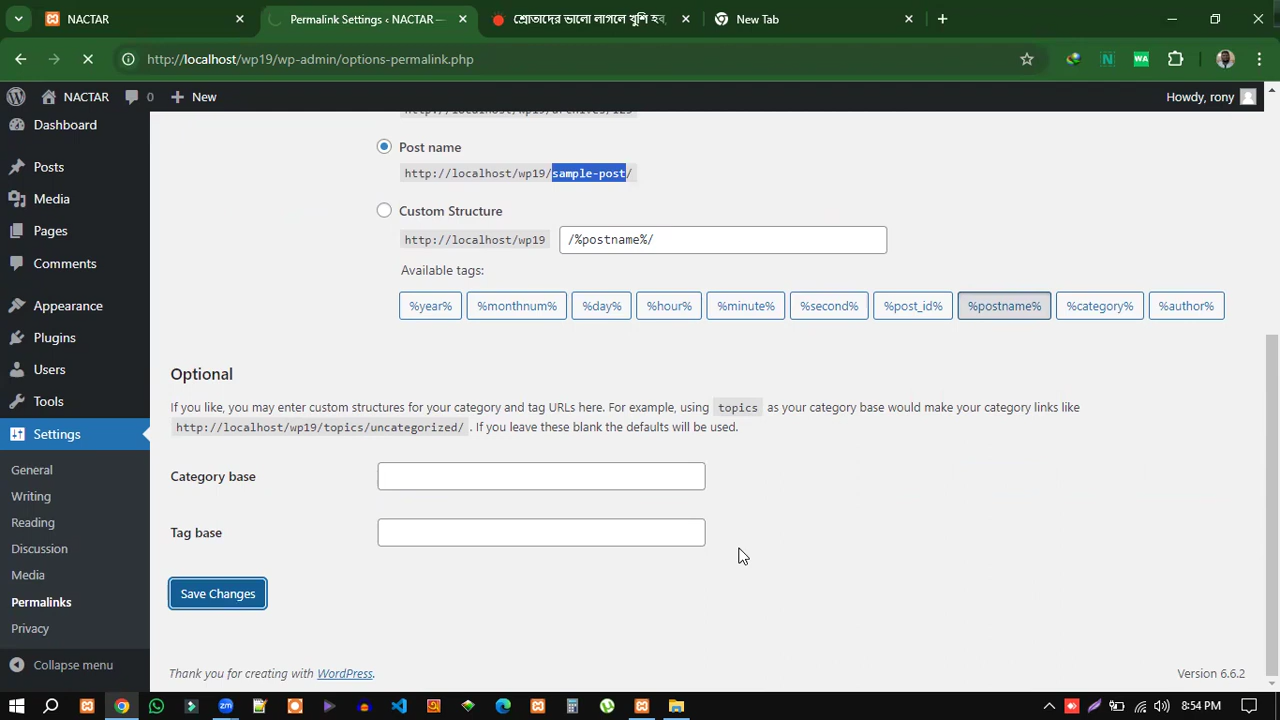 NACTAR
Permalink Settings ‹ NACTAR —
শ্রোতাদের ভালো লাগলে খুশি হব,
New Tab
http://localhost/wp19/wp-admin/options-permalink.php
N
WA
NACTAR
0
New
Howdy, rony
Dashboard
Posts
Media
Pages
Comments
Appearance
Plugins
Users
Tools
Settings
General
Writing
Reading
Discussion
Media
Permalinks
Privacy
Collapse menu
Post name
http://localhost/wp19/sample-post/
Custom Structure
http://localhost/wp19 /%postname%/
Available tags:
%year% %monthnum% %day% %hour% %minute% %second% %post_id% %postname% %category% %author%
Optional
If you like, you may enter custom structures for your category and tag URLs here. For example, using topics as your category base would make your category links like
http://localhost/wp19/topics/uncategorized/ . If you leave these blank the defaults will be used.
Category base
Tag base
Save Changes
Thank you for creating with WordPress.
Version 6.6.2
zm
8:54 PM